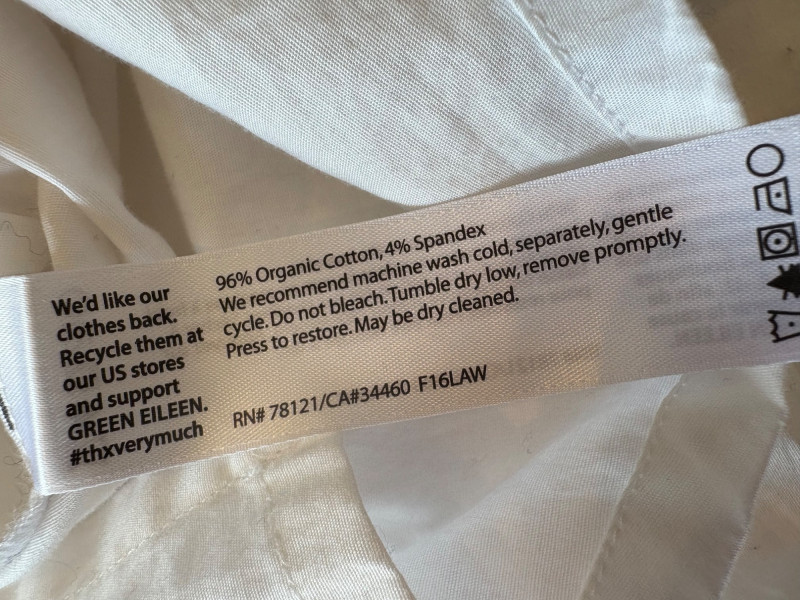 We'd like our
clothes back.
Recycle them at
our US stores
and support
GREEN EILEEN.
#thxverymuch
96% Organic Cotton, 4% Spandex
We recommend machine wash cold, separately, gentle
cycle. Do not bleach. Tumble dry low, remove promptly.
Press to restore. May be dry cleaned.
RN# 78121/CA#34460 F16LAW